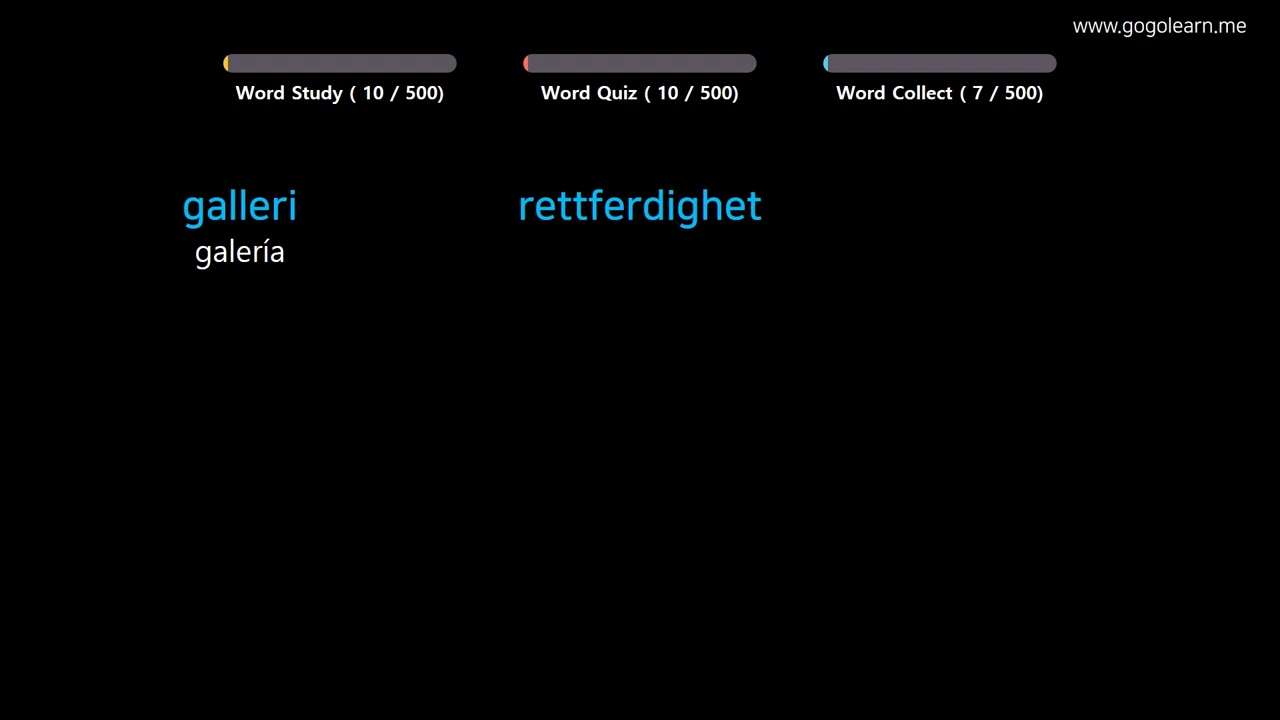 www.gogolearn.me
Word Study ( 10 / 500)
Word Quiz ( 10 / 500)
Word Collect ( 7 / 500)
galleri
rettferdighet
galería